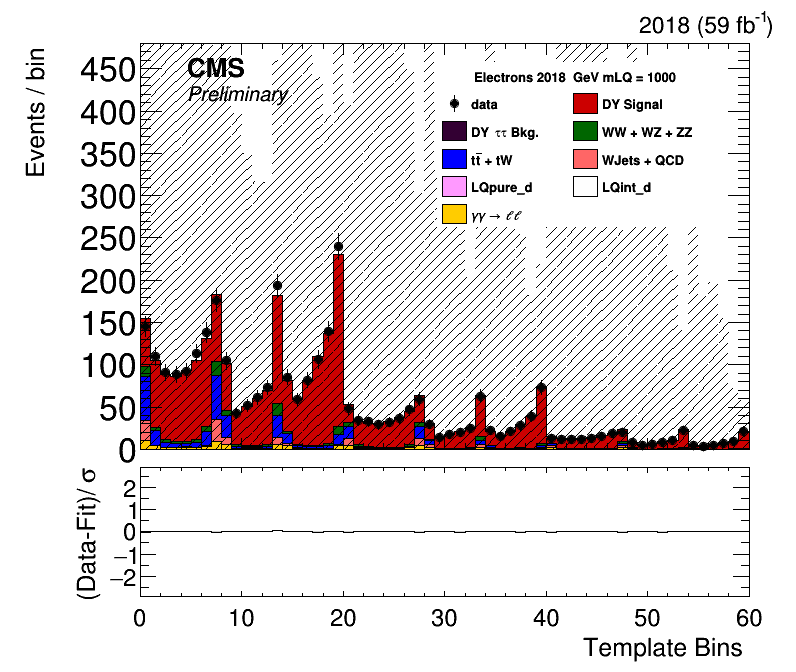 2018 (59 fb⁻¹)
Events / bin
CMS
Preliminary
Electrons 2018 GeV mLQ = 1000
data
DY Signal
DY ττ Bkg.
WW + WZ + ZZ
tt̄ + tW
WJets + QCD
LQpure_d
LQint_d
γγ → ℓℓ
450
400
350
300
250
200
150
100
50
0
(Data-Fit)/ σ
2
1
0
−1
−2
0 10 20 30 40 50 60
Template Bins